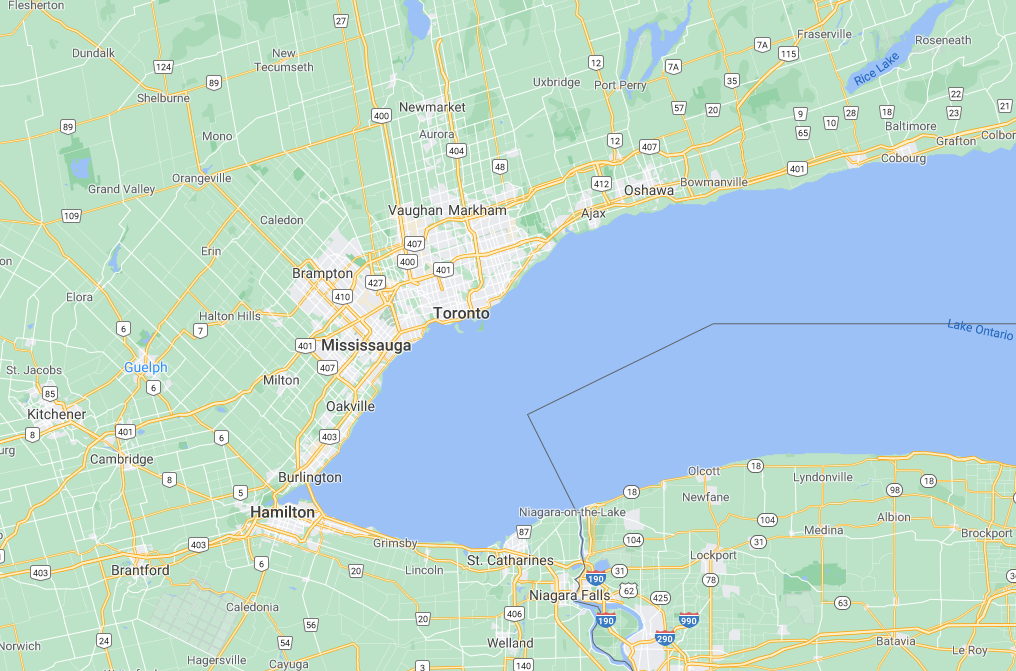 Flesherton
27
Fraserville
Roseneath
7A
115
Dundalk
New
Tecumseth
124
12
7A
Rice Lake
89
Uxbridge
Port Perry
35
Shelburne
Newmarket
57
20
22
21
400
9
28
18
23
89
Mono
Aurora
65
10
Baltimore
Colbor
404
12
407
Grafton
48
401
Cobourg
Orangeville
Grand Valley
412
Oshawa
Bowmanville
109
Caledon
Vaughan
Markham
Ajax
407
Erin
400
401
on
Brampton
427
410
Elora
Halton Hills
Toronto
6
7
401
Mississauga
Lake Ontario
Guelph
407
St. Jacobs
6
Milton
85
Kitchener
Oakville
8
401
6
403
urg
Cambridge
8
Burlington
Olcott
18
Lyndonville
18
5
18
98
Hamilton
Newfane
Niagara-on-the-Lake
104
Albion
87
104
Medina
Brockport
403
Grimsby
31
St. Catharines
Lockport
403
Brantford
6
20
Lincoln
190
31
78
3
62
Niagara Falls
425
63
Caledonia
406
20
190
990
56
290
24
54
Welland
Batavia
Norwich
Le Roy
Hagersville
Cayuga
3
140